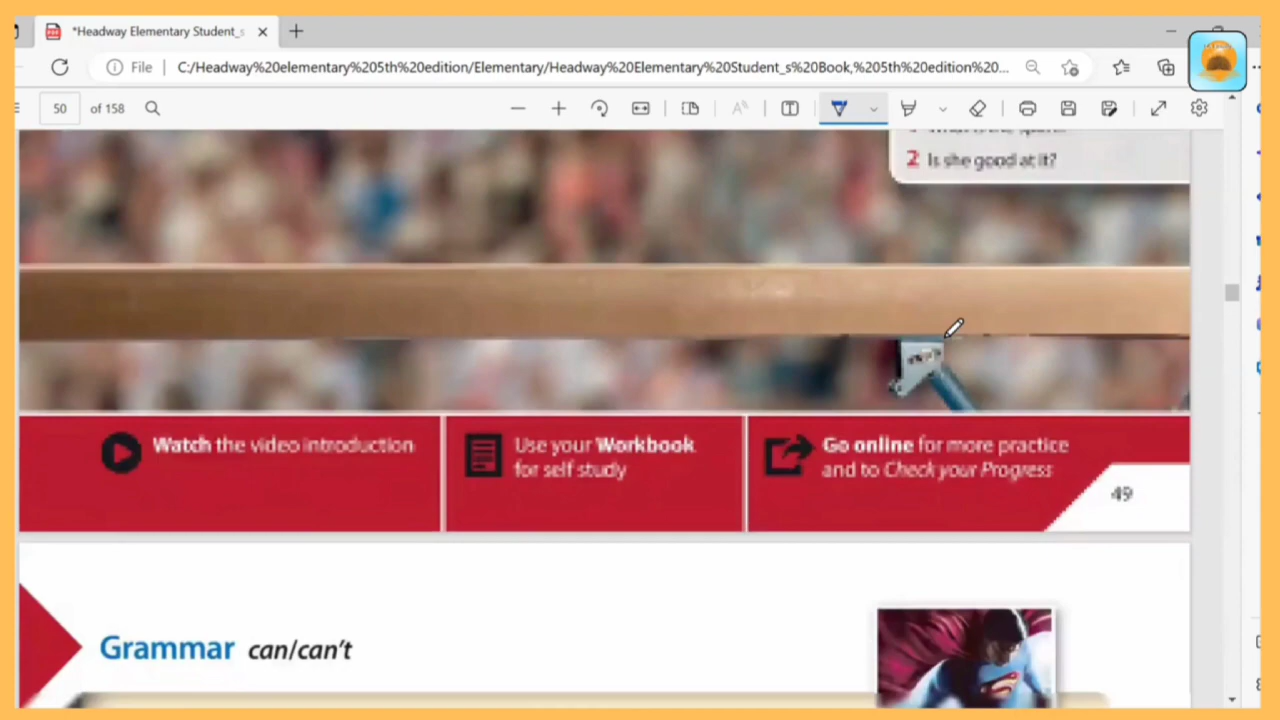 *Headway Elementary Student_s
File
C:/Headway%20elementary%205th%20edition/Elementary/Headway%20Elementary%20Student_s%20Book,%205th%20edition%20...
50 of 158
2 Is she good at it?
Watch the video introduction
Use your Workbook
for self study
Go online for more practice
and to Check your Progress
49
Grammar can/can't